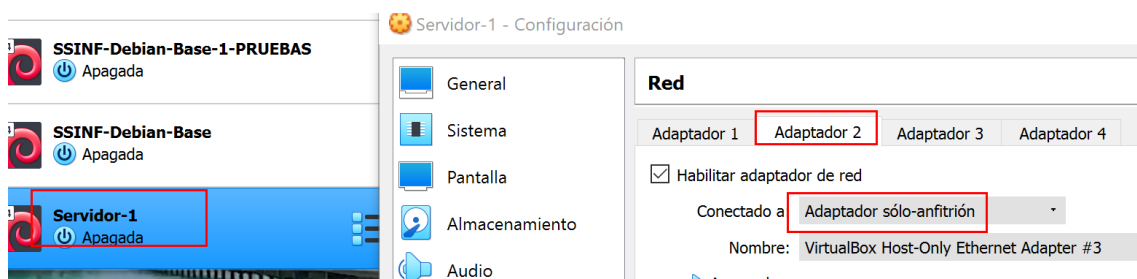 SSINF-Debian-Base-1-PRUEBAS
Apagada
SSINF-Debian-Base
Apagada
Servidor-1
Apagada
Servidor-1 - Configuración
General
Sistema
Pantalla
Almacenamiento
Audio
Red
Adaptador 1 Adaptador 2 Adaptador 3 Adaptador 4
Habilitar adaptador de red
Conectado a: Adaptador sólo-anfitrión
Nombre: VirtualBox Host-Only Ethernet Adapter #3